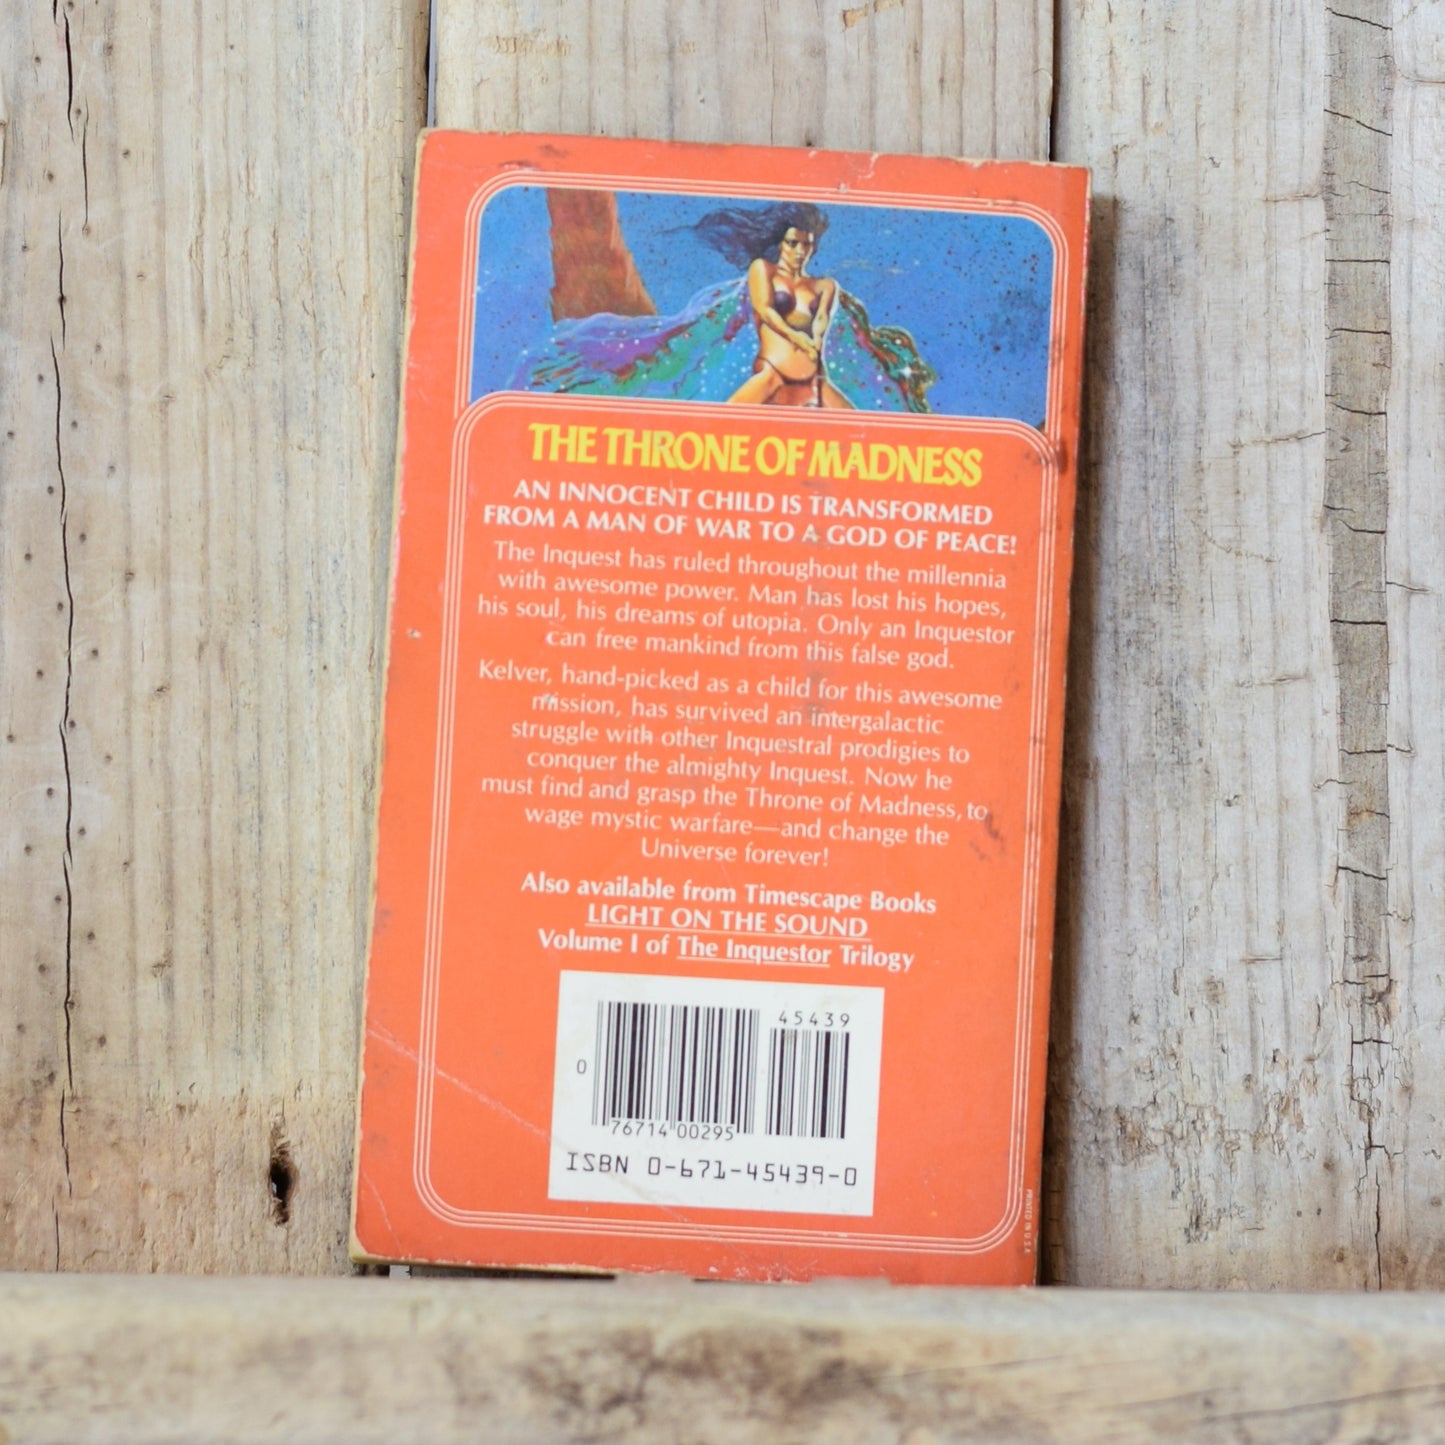 THE THRONE OF MADNESS
AN INNOCENT CHILD IS TRANSFORMED
FROM A MAN OF WAR TO A GOD OF PEACE!
The Inquest has ruled throughout the millennia
with awesome power. Man has lost his hopes,
his soul, his dreams of utopia. Only an Inquestor
can free mankind from this false god.
Kelver, hand-picked as a child for this awesome
mission, has survived an intergalactic
struggle with other Inquestral prodigies to
conquer the almighty Inquest. Now he
must find and grasp the Throne of Madness, to
wage mystic warfare—and change the
Universe forever!
Also available from Timescape Books
LIGHT ON THE SOUND
Volume I of The Inquestor Trilogy
45439
0
76714 00295
ISBN 0-671-45439-0
PRINTED IN U.S.A.